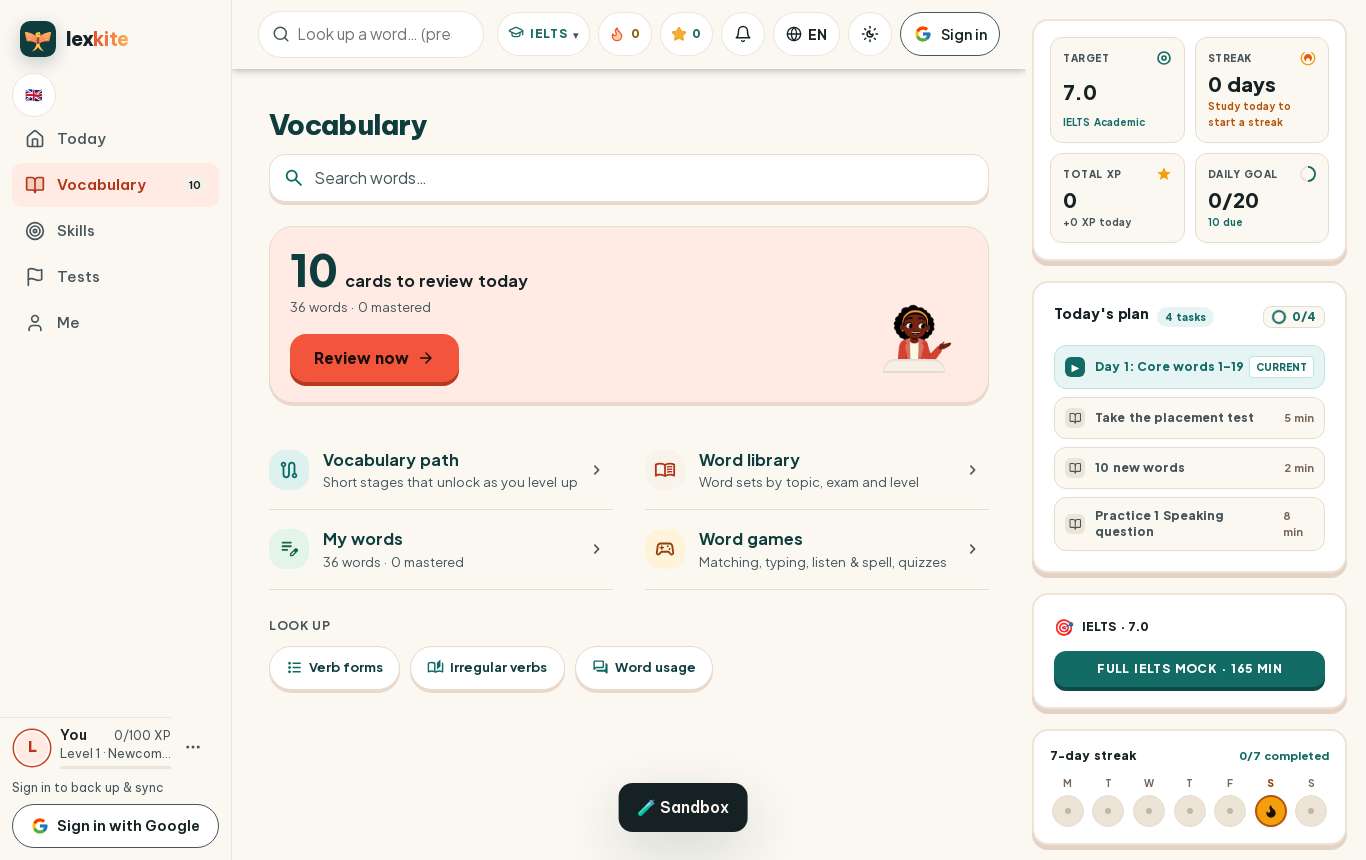 lexkite
Today
Vocabulary 10
Skills
Tests
Me
You 0/100 XP
Level 1 · Newcom...
L
Sign in to back up & sync
Sign in with Google
Look up a word... (pre
IELTS
0
0
EN
Sign in
Vocabulary
Search words...
10 cards to review today
36 words · 0 mastered
Review now
Vocabulary path
Short stages that unlock as you level up
Word library
Word sets by topic, exam and level
My words
36 words · 0 mastered
Word games
Matching, typing, listen & spell, quizzes
LOOK UP
Verb forms
Irregular verbs
Word usage
Sandbox
TARGET
7.0
IELTS Academic
STREAK
0 days
Study today to
start a streak
TOTAL XP
0
+0 XP today
DAILY GOAL
0/20
10 due
Today's plan 4 tasks 0/4
Day 1: Core words 1–19 CURRENT
Take the placement test 5 min
10 new words 2 min
Practice 1 Speaking
question
8
min
IELTS · 7.0
FULL IELTS MOCK · 165 MIN
7-day streak 0/7 completed
M T W T F S S